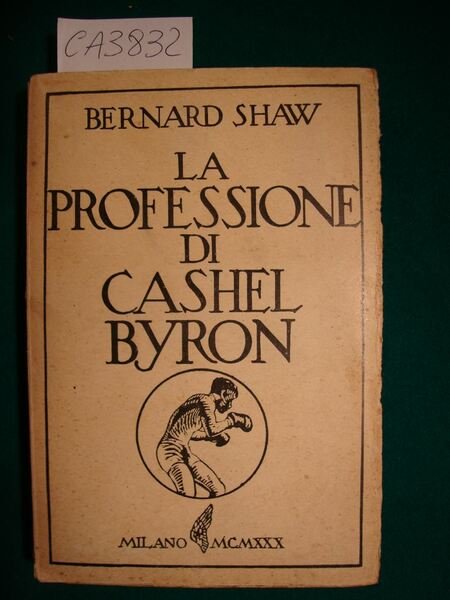 CA3832
BERNARD SHAW
LA
PROFESSIONE
DI
CASHEL
BYRON
MILANO MCMXXX